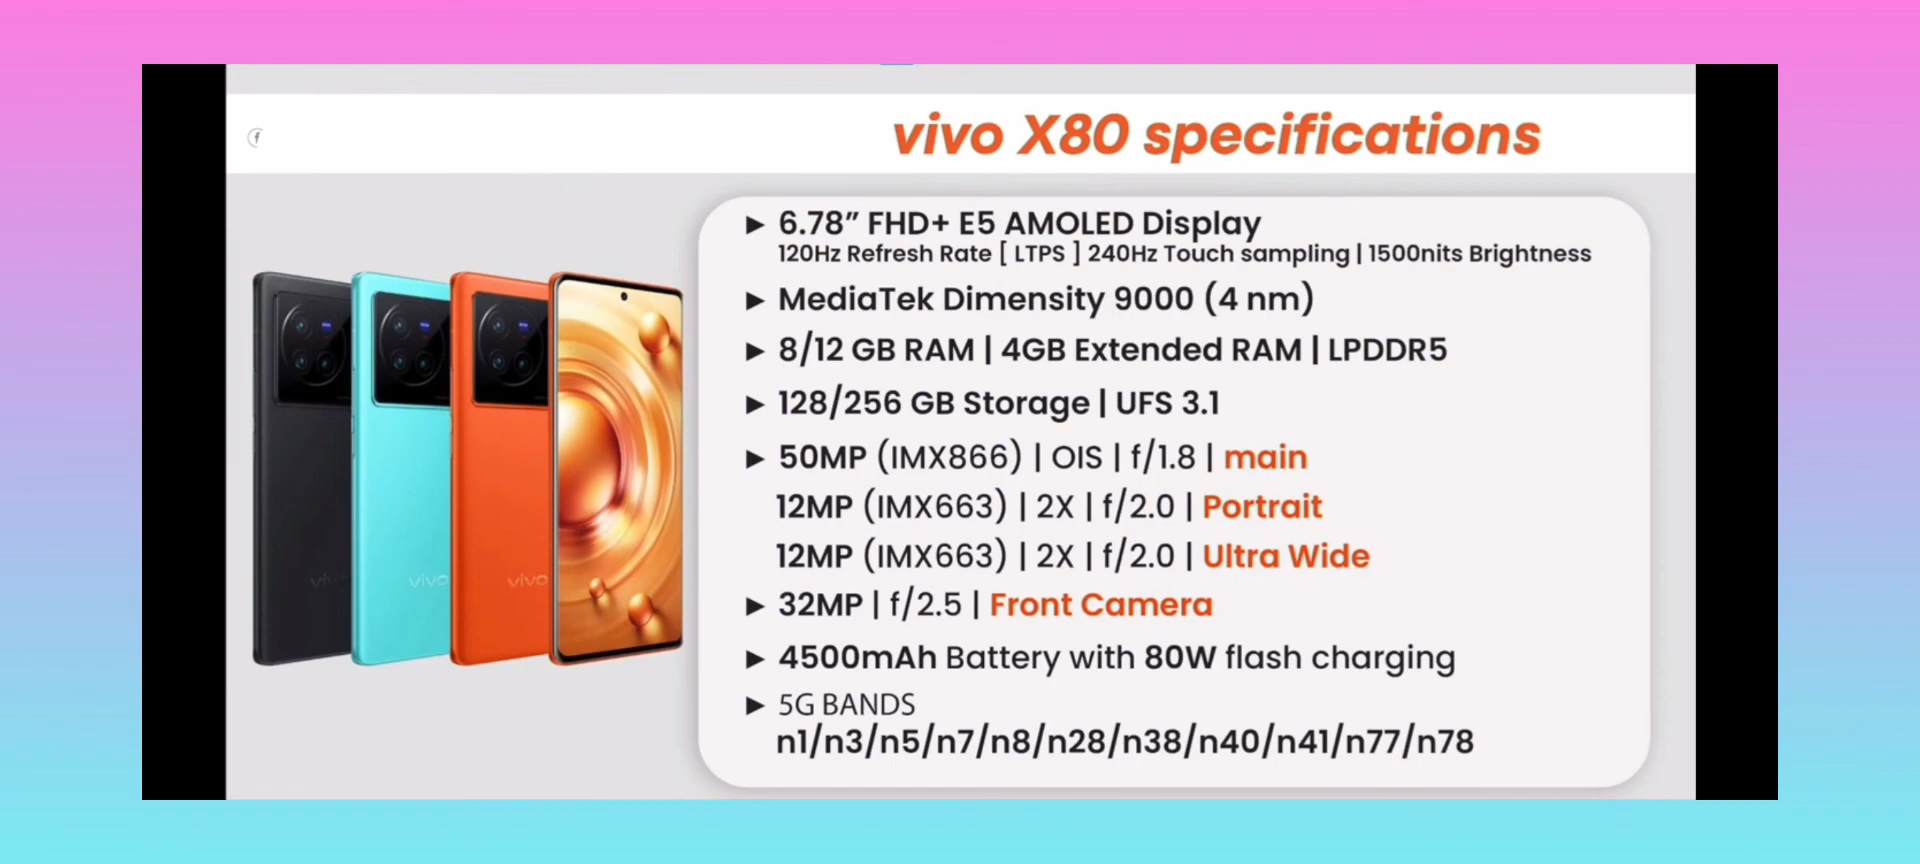 vivo X80 specifications
► 6.78” FHD+ E5 AMOLED Display
120Hz Refresh Rate [ LTPS ] 240Hz Touch sampling | 1500nits Brightness
► MediaTek Dimensity 9000 (4 nm)
► 8/12 GB RAM | 4GB Extended RAM | LPDDR5
► 128/256 GB Storage | UFS 3.1
► 50MP (IMX866) | OIS | f/1.8 | main
12MP (IMX663) | 2X | f/2.0 | Portrait
12MP (IMX663) | 2X | f/2.0 | Ultra Wide
► 32MP | f/2.5 | Front Camera
► 4500mAh Battery with 80W flash charging
► 5G BANDS
n1/n3/n5/n7/n8/n28/n38/n40/n41/n77/n78
vivo
vivo